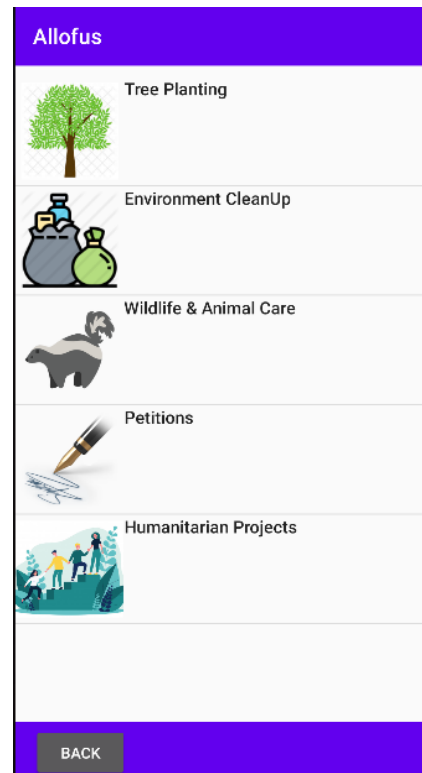 Allofus
Tree Planting
Environment CleanUp
Wildlife & Animal Care
Petitions
Humanitarian Projects
BACK